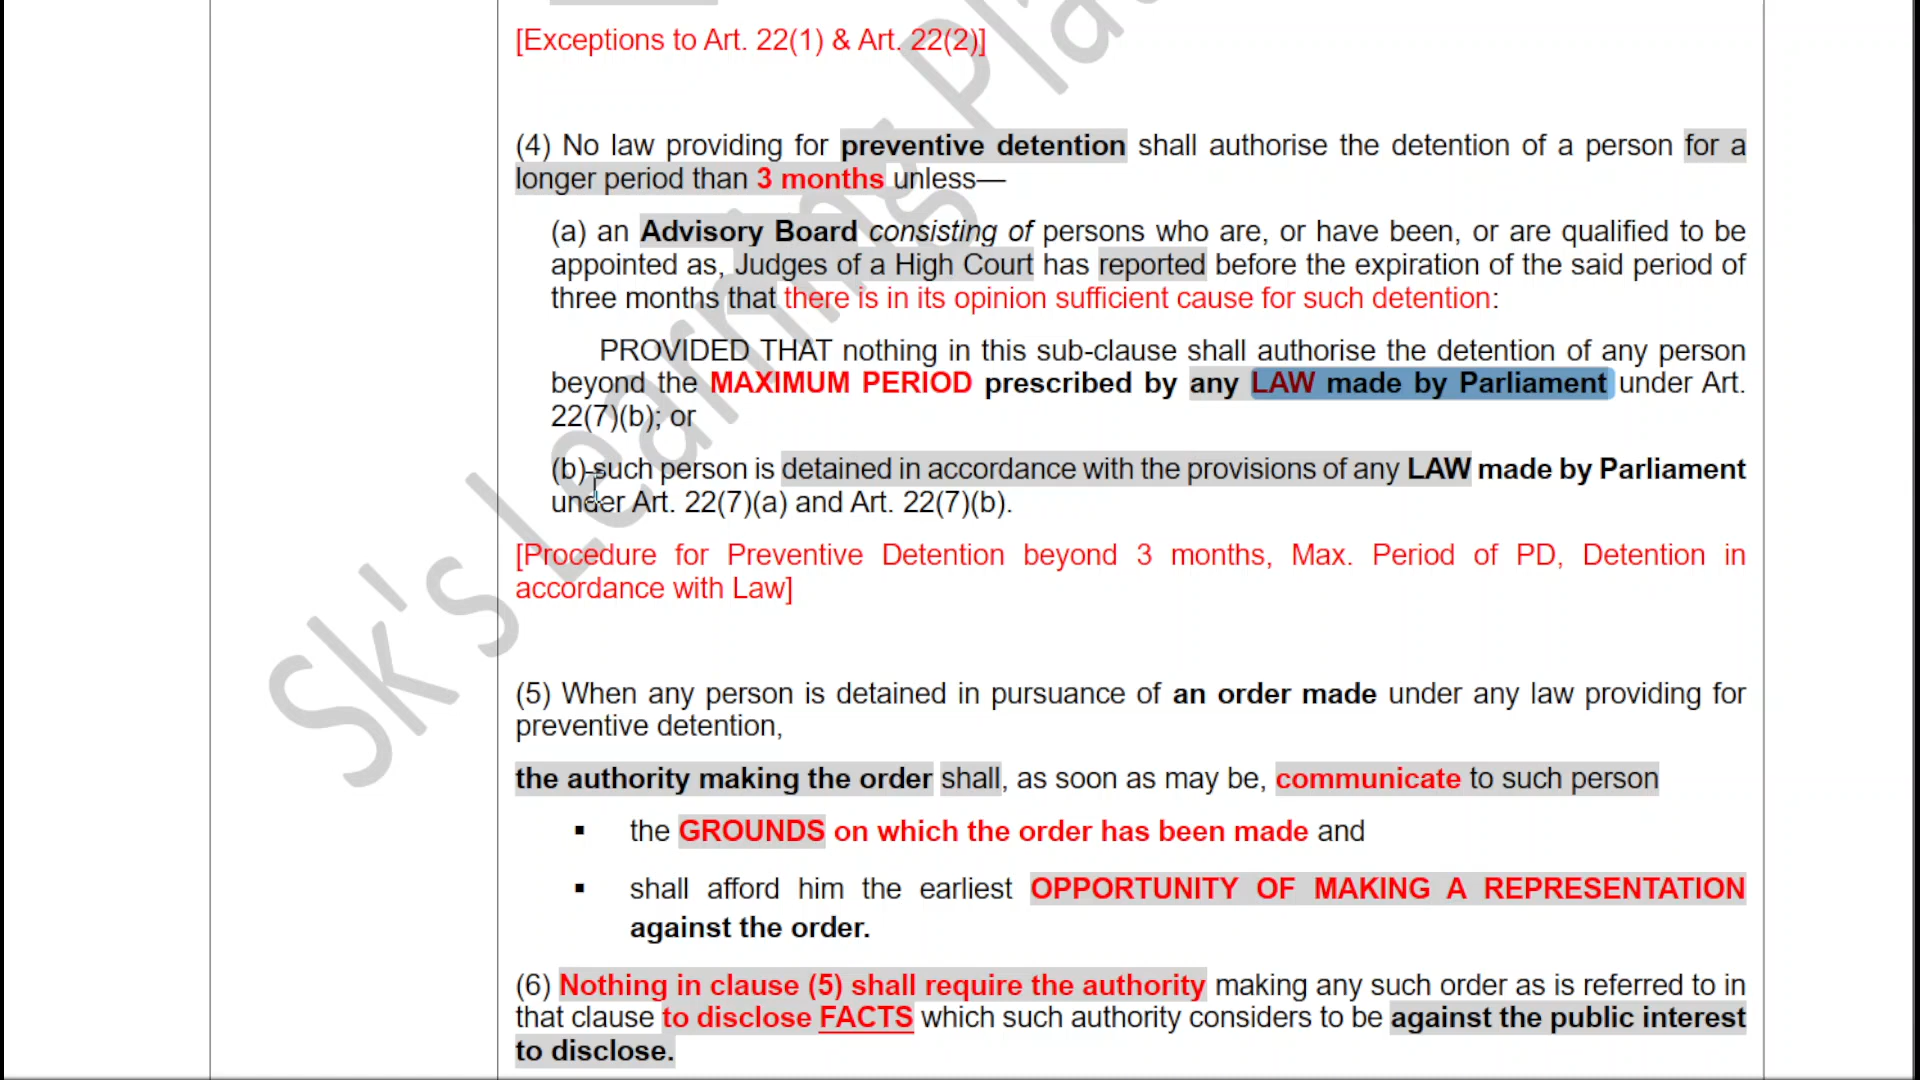 [Exceptions to Art. 22(1) & Art. 22(2)]
(4) No law providing for preventive detention shall authorise the detention of a person for a
longer period than 3 months unless—
(a) an Advisory Board consisting of persons who are, or have been, or are qualified to be
appointed as, Judges of a High Court has reported before the expiration of the said period of
three months that there is in its opinion sufficient cause for such detention:
PROVIDED THAT nothing in this sub-clause shall authorise the detention of any person
beyond the MAXIMUM PERIOD prescribed by any LAW made by Parliament under Art.
22(7)(b); or
(b) such person is detained in accordance with the provisions of any LAW made by Parliament
under Art. 22(7)(a) and Art. 22(7)(b).
[Procedure for Preventive Detention beyond 3 months, Max. Period of PD, Detention in
accordance with Law]
(5) When any person is detained in pursuance of an order made under any law providing for
preventive detention,
the authority making the order shall, as soon as may be, communicate to such person
▪ the GROUNDS on which the order has been made and
▪ shall afford him the earliest OPPORTUNITY OF MAKING A REPRESENTATION
against the order.
(6) Nothing in clause (5) shall require the authority making any such order as is referred to in
that clause to disclose FACTS which such authority considers to be against the public interest
to disclose.
Sk's Learning